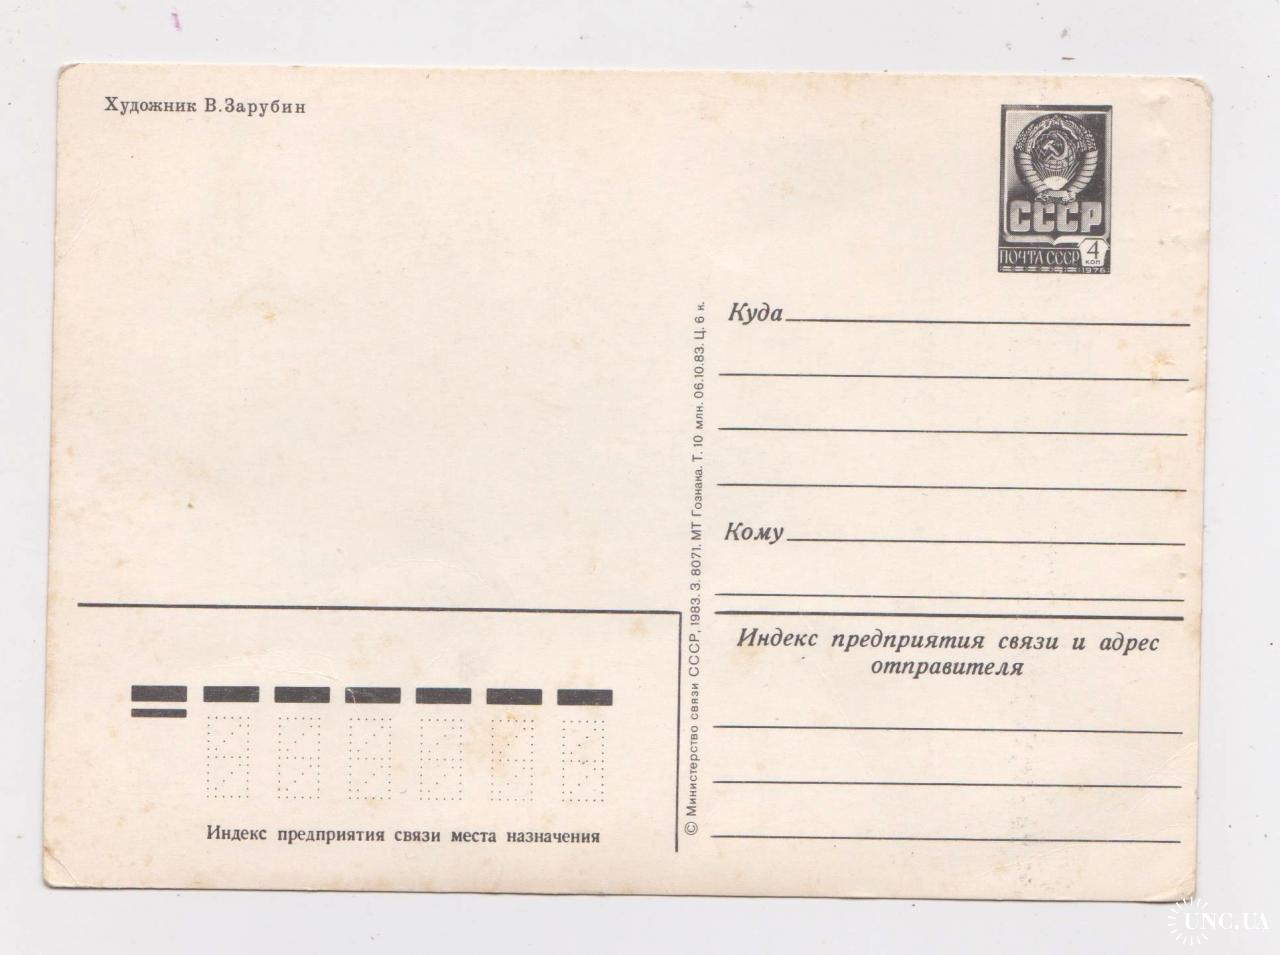 Художник В.Зарубин
СССР
ПОЧТА СССР 4 коп
1976
Куда
Кому
Индекс предприятия связи и адрес
отправителя
© Министерство связи СССР, 1983. З. 8071. МТ Гознака. Т. 10 млн. 06.10.83. Ц. 6 к.
Индекс предприятия связи места назначения
UNC.UA